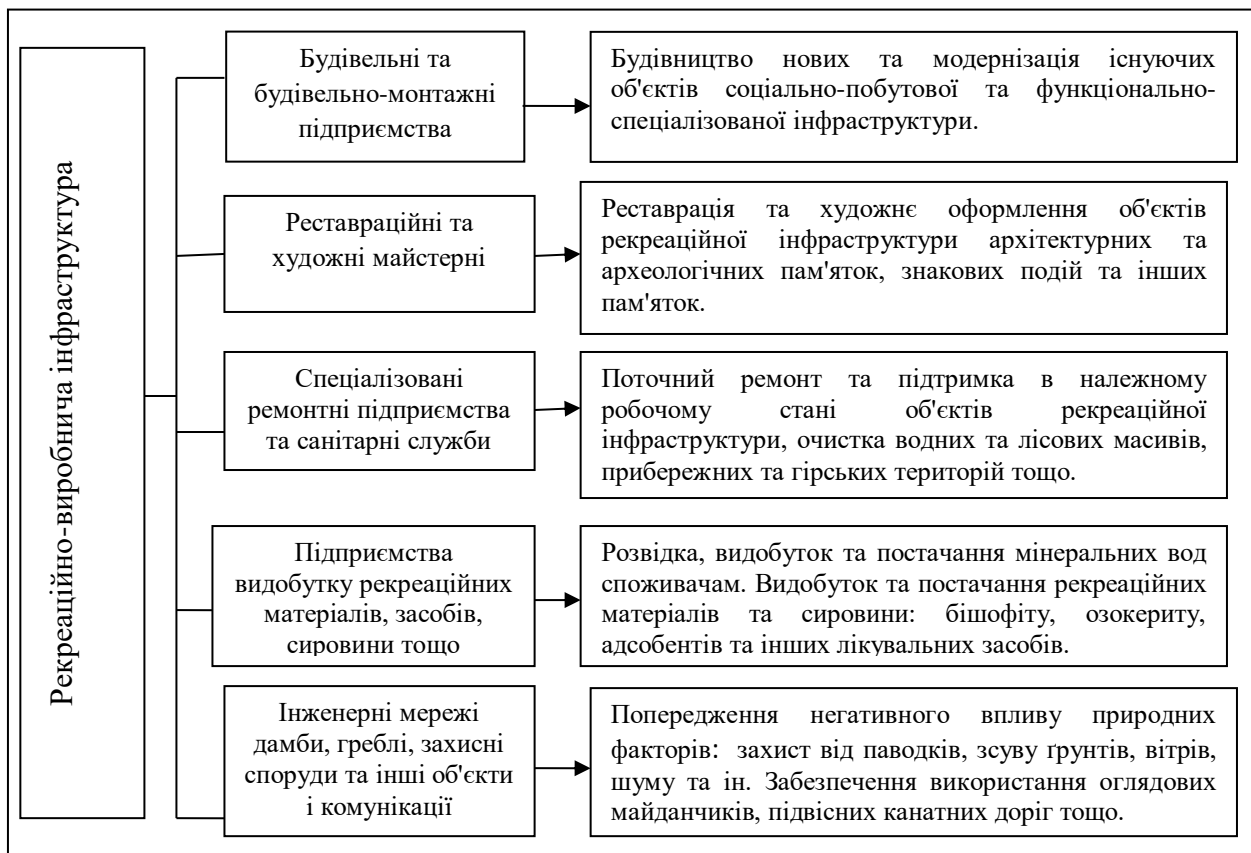 Рекреаційно-виробнича інфраструктура
Будівельні та
будівельно-монтажні
підприємства
Будівництво нових та модернізація існуючих
об'єктів соціально-побутової та функціонально-
спеціалізованої інфраструктури.
Реставраційні та
художні майстерні
Реставрація та художнє оформлення об'єктів
рекреаційної інфраструктури архітектурних та
археологічних пам'яток, знакових подій та інших
пам'яток.
Спеціалізовані
ремонтні підприємства
та санітарні служби
Поточний ремонт та підтримка в належному
робочому стані об'єктів рекреаційної
інфраструктури, очистка водних та лісових масивів,
прибережних та гірських територій тощо.
Підприємства
видобутку рекреаційних
матеріалів, засобів,
сировини тощо
Розвідка, видобуток та постачання мінеральних вод
споживачам. Видобуток та постачання рекреаційних
матеріалів та сировини: бішофіту, озокериту,
адсобентів та інших лікувальних засобів.
Інженерні мережі
дамби, греблі, захисні
споруди та інші об'єкти
і комунікації
Попередження негативного впливу природних
факторів: захист від паводків, зсуву ґрунтів, вітрів,
шуму та ін. Забезпечення використання оглядових
майданчиків, підвісних канатних доріг тощо.